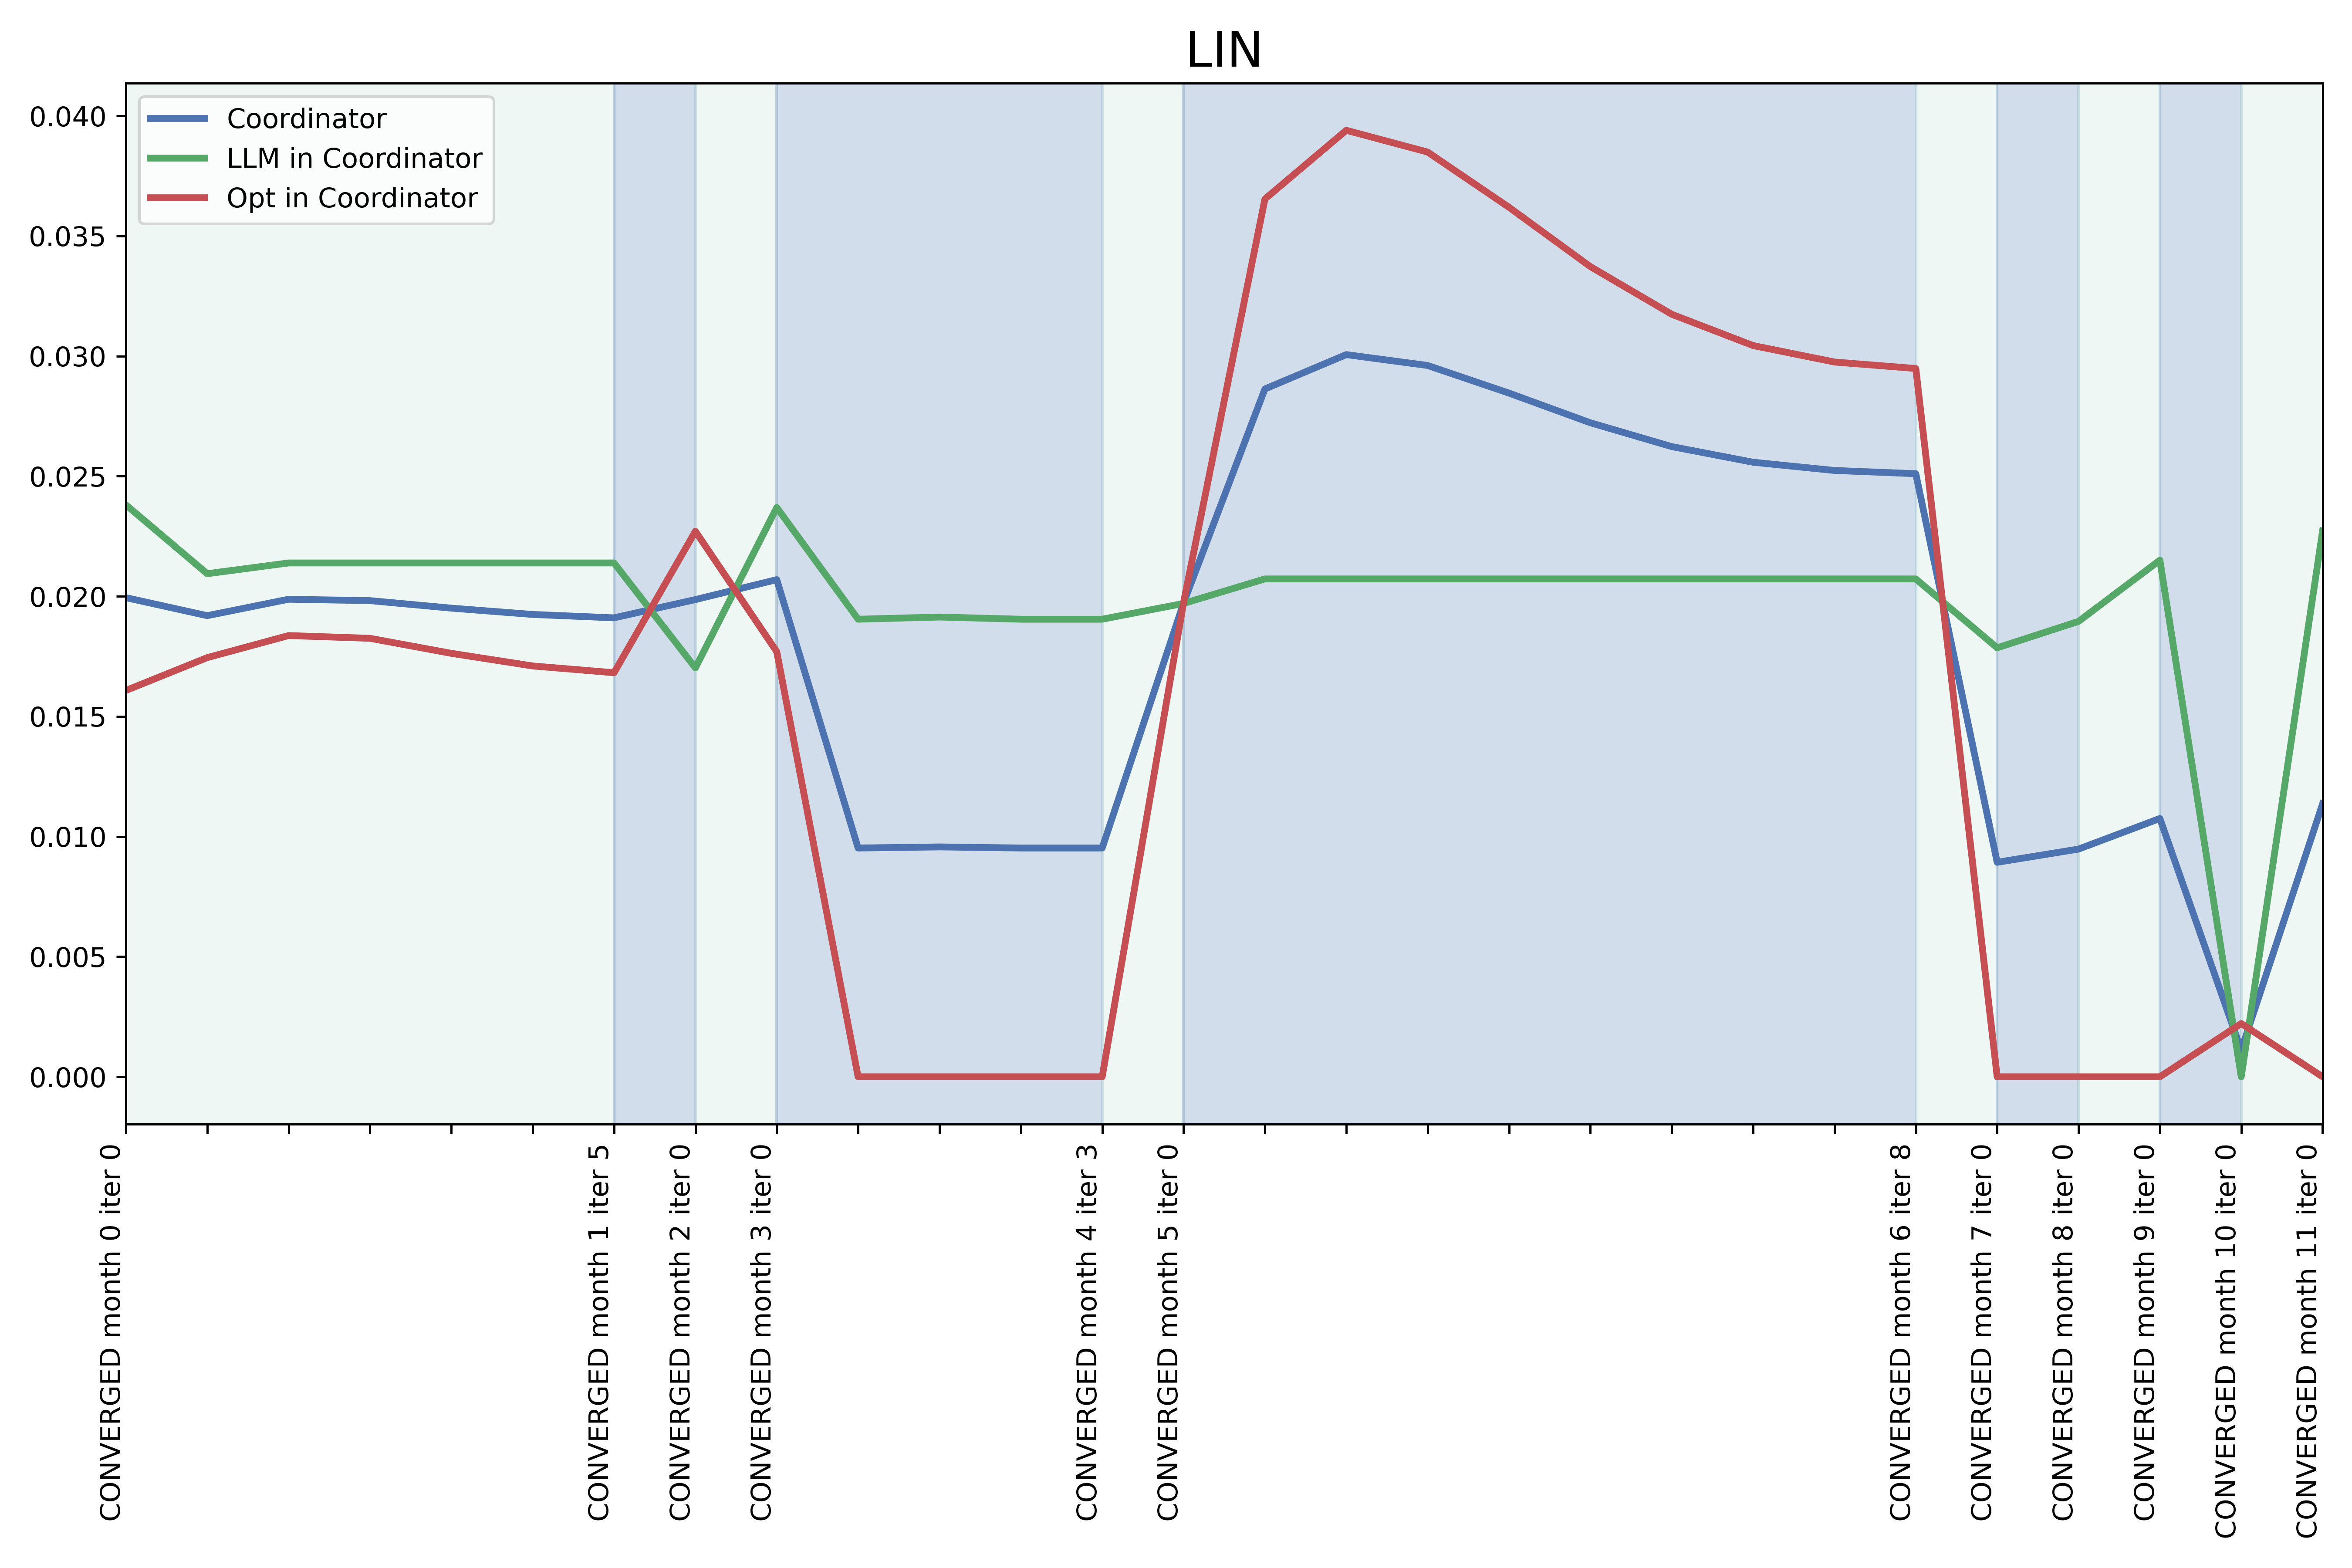 LIN
Coordinator
LLM in Coordinator
Opt in Coordinator
0.040
0.035
0.030
0.025
0.020
0.015
0.010
0.005
0.000
CONVERGED month 0 iter 0
CONVERGED month 1 iter 5
CONVERGED month 2 iter 0
CONVERGED month 3 iter 0
CONVERGED month 4 iter 3
CONVERGED month 5 iter 0
CONVERGED month 6 iter 8
CONVERGED month 7 iter 0
CONVERGED month 8 iter 0
CONVERGED month 9 iter 0
CONVERGED month 10 iter 0
CONVERGED month 11 iter 0